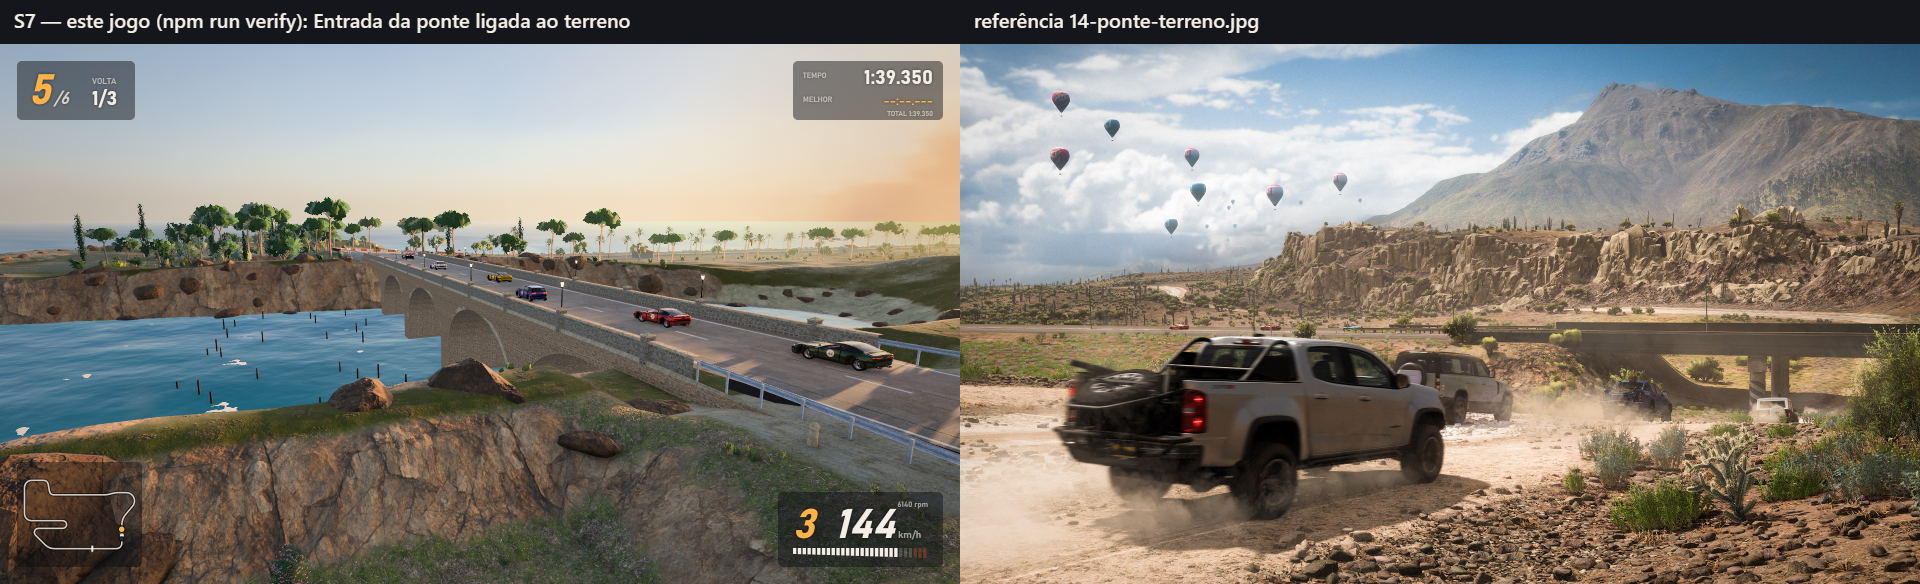 S7 — este jogo (npm run verify): Entrada da ponte ligada ao terreno
referência 14-ponte-terreno.jpg
5/6
VOLTA
1/3
TEMPO
1:39.350
MELHOR
--:--.---
TOTAL 1:39.350
6140 rpm
3 144 km/h